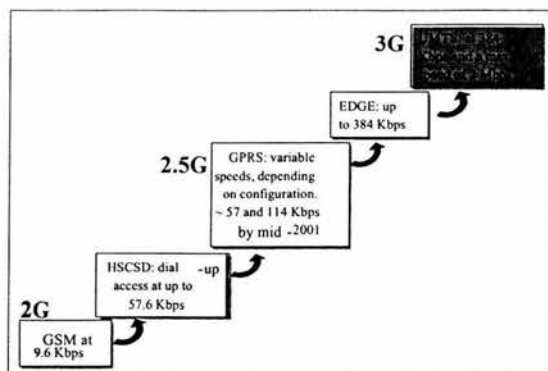 3G
EDGE: up
to 384 Kbps
2.5G
GPRS: variable
speeds, depending
on configuration.
~ 57 and 114 Kbps
by mid -2001
HSCSD: dial -up
access at up to
57.6 Kbps
2G
GSM at
9.6 Kbps